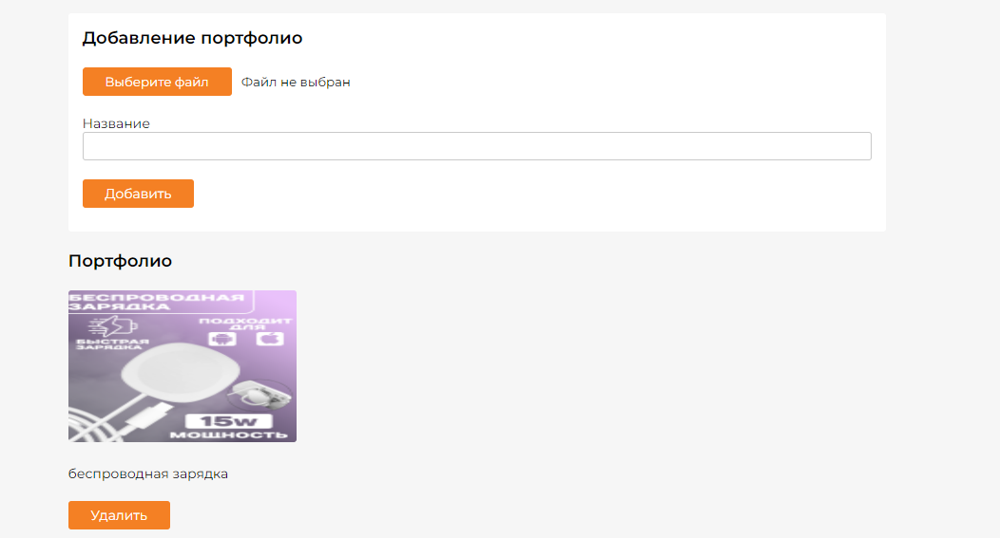 Добавление портфолио
Выберите файл Файл не выбран
Название
Добавить
Портфолио
БЕСПРОВОДНАЯ
ЗАРЯДКА
ПОДХОДИТ
ДЛЯ
БЫСТРАЯ
ЗАРЯДКА
15W
МОЩНОСТЬ
беспроводная зарядка
Удалить